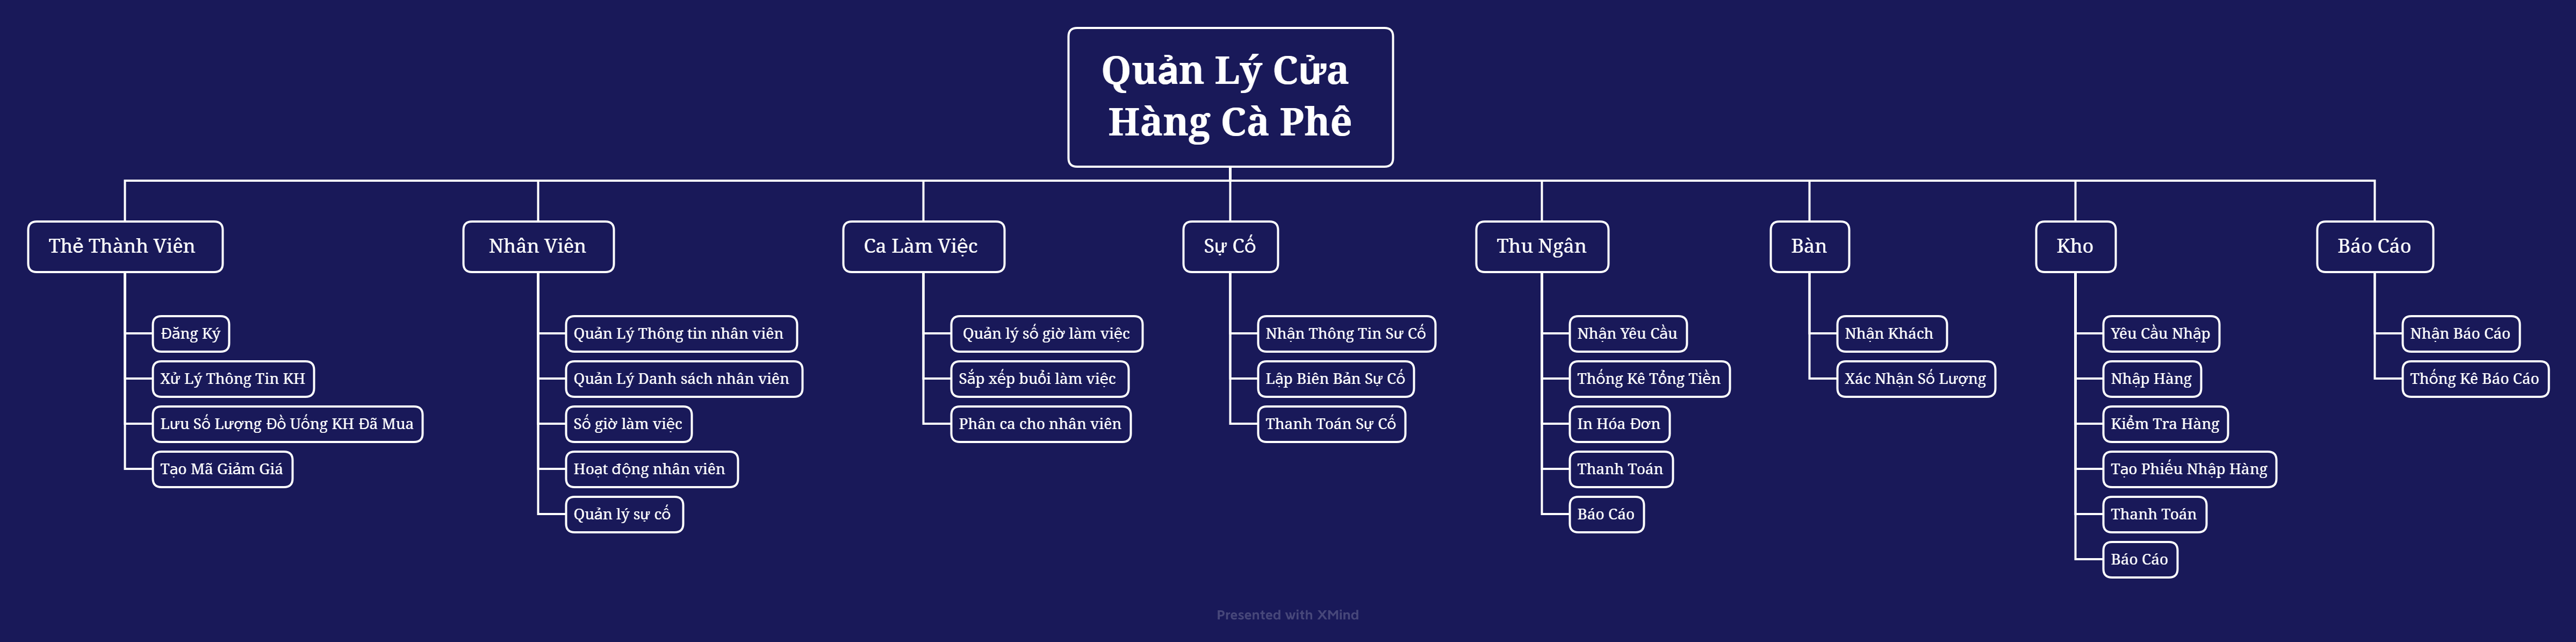 Quản Lý Cửa
Hàng Cà Phê
Thẻ Thành Viên
Đăng Ký
Xử Lý Thông Tin KH
Lưu Số Lượng Đồ Uống KH Đã Mua
Tạo Mã Giảm Giá
Nhân Viên
Quản Lý Thông tin nhân viên
Quản Lý Danh sách nhân viên
Số giờ làm việc
Hoạt động nhân viên
Quản lý sự cố
Ca Làm Việc
Quản lý số giờ làm việc
Sắp xếp buổi làm việc
Phân ca cho nhân viên
Sự Cố
Nhận Thông Tin Sư Cố
Lập Biên Bản Sự Cố
Thanh Toán Sự Cố
Thu Ngân
Nhận Yêu Cầu
Thống Kê Tổng Tiền
In Hóa Đơn
Thanh Toán
Báo Cáo
Bàn
Nhận Khách
Xác Nhận Số Lượng
Kho
Yêu Cầu Nhập
Nhập Hàng
Kiểm Tra Hàng
Tạo Phiếu Nhập Hàng
Thanh Toán
Báo Cáo
Báo Cáo
Nhận Báo Cáo
Thống Kê Báo Cáo
Presented with XMind